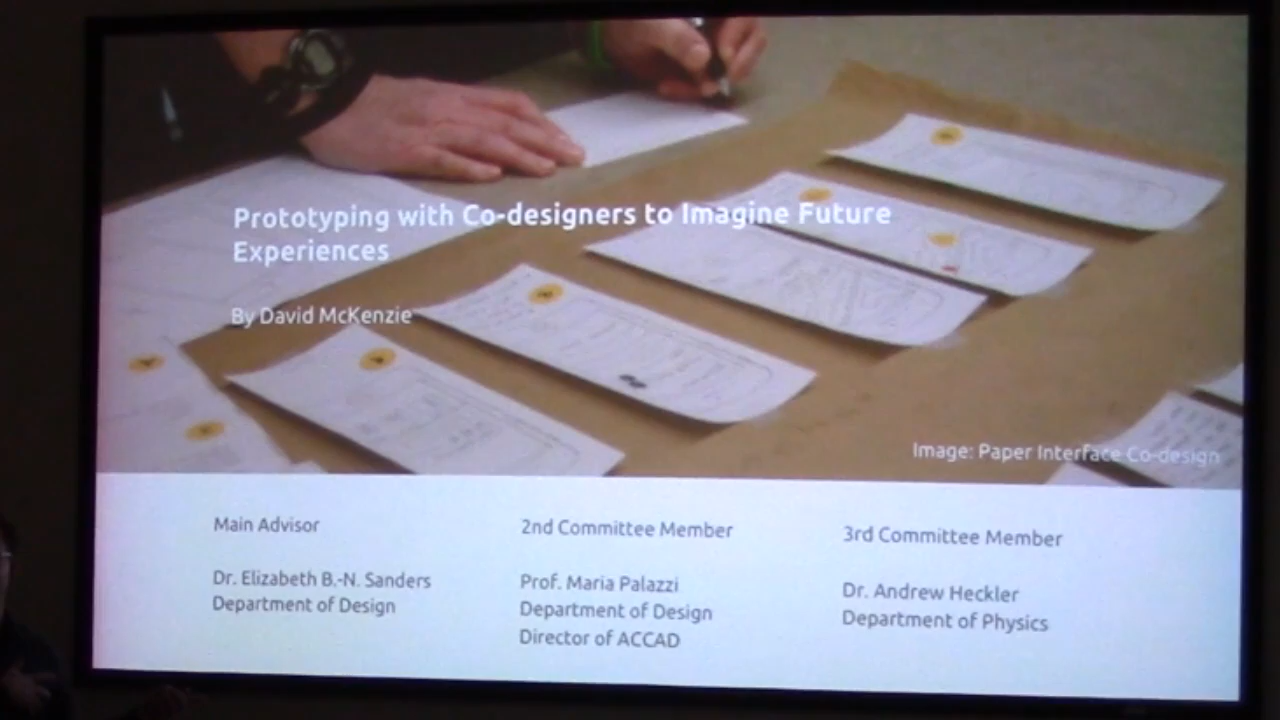 Prototyping with Co-designers to Imagine Future
Experiences
By David McKenzie
Image: Paper Interface Co-design
Main Advisor
Dr. Elizabeth B.-N. Sanders
Department of Design
2nd Committee Member
Prof. Maria Palazzi
Department of Design
Director of ACCAD
3rd Committee Member
Dr. Andrew Heckler
Department of Physics